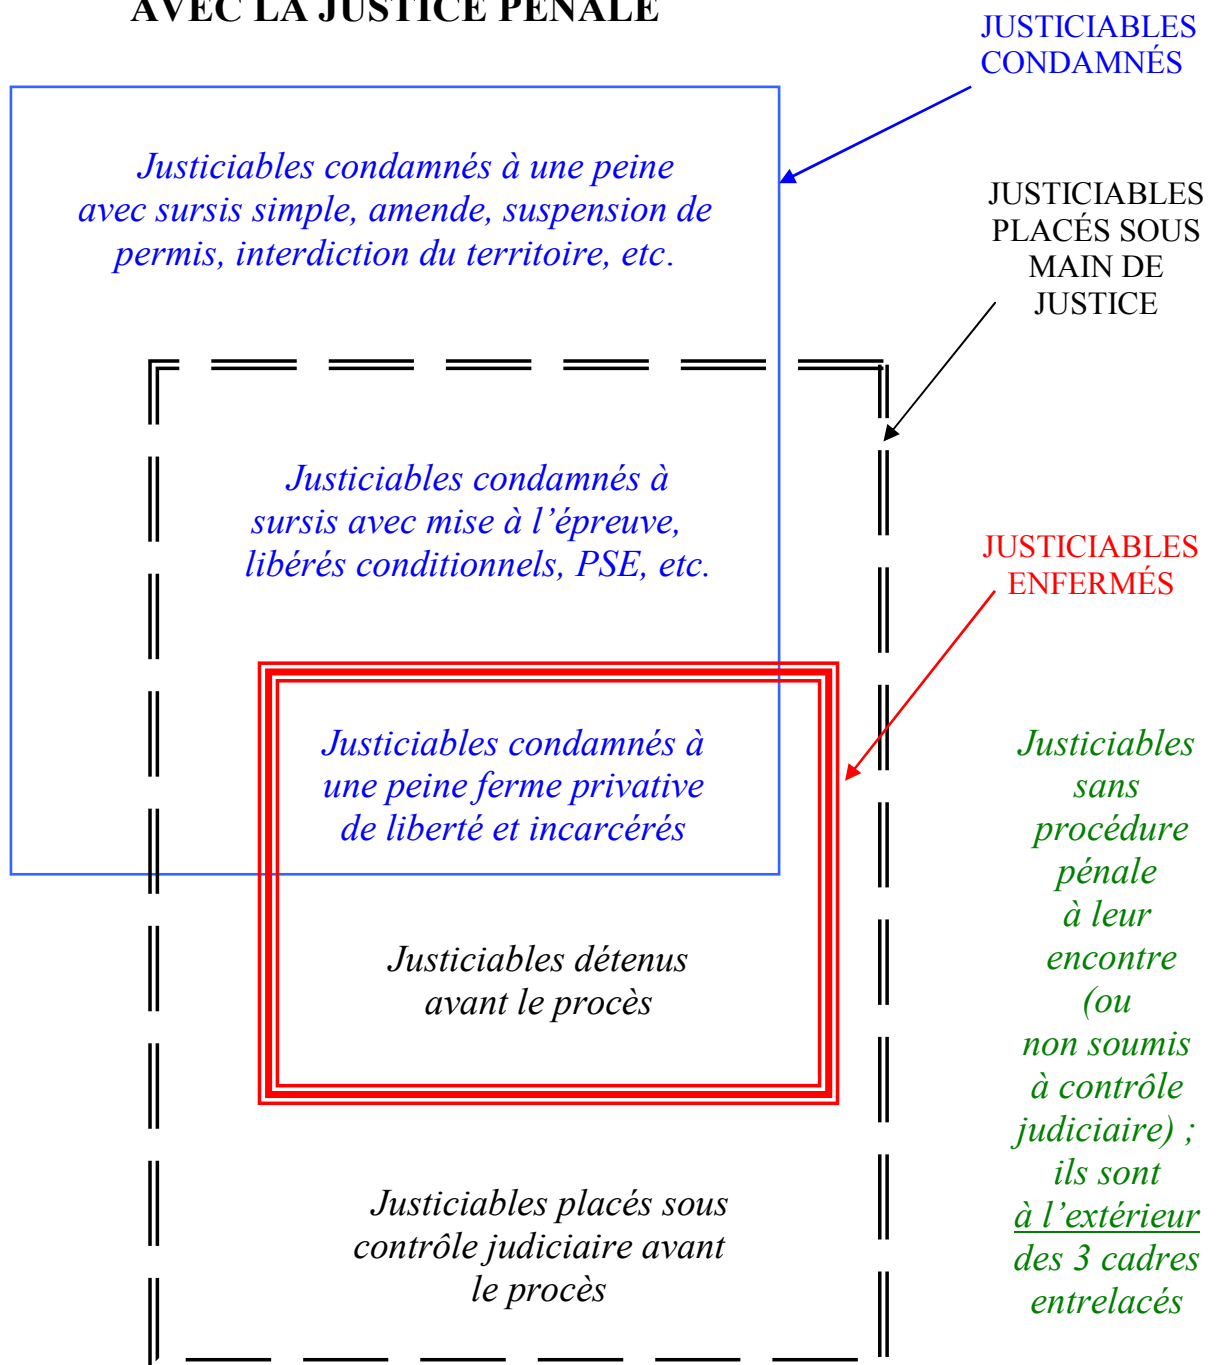 AVEC LA JUSTICE PÉNALE
JUSTICIABLES
CONDAMNÉS
Justiciables condamnés à une peine
avec sursis simple, amende, suspension de
permis, interdiction du territoire, etc.
JUSTICIABLES
PLACÉS SOUS
MAIN DE
JUSTICE
Justiciables condamnés à
sursis avec mise à l’épreuve,
libérés conditionnels, PSE, etc.
JUSTICIABLES
ENFERMÉS
Justiciables condamnés à
une peine ferme privative
de liberté et incarcérés
Justiciables détenus
avant le procès
Justiciables placés sous
contrôle judiciaire avant
le procès
Justiciables
sans
procédure
pénale
à leur
encontre
(ou
non soumis
à contrôle
judiciaire) ;
ils sont
à l’extérieur
des 3 cadres
entrelacés